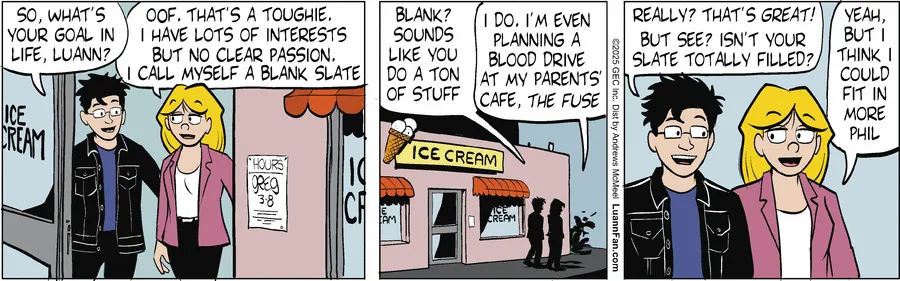 SO, WHAT'S
YOUR GOAL IN
LIFE, LUANN?
OOF. THAT'S A TOUGHIE.
I HAVE LOTS OF INTERESTS
BUT NO CLEAR PASSION.
I CALL MYSELF A BLANK SLATE
ICE
CREAM
HOURS
GREG
3-8
IC
CR
BLANK?
SOUNDS
LIKE YOU
DO A TON
OF STUFF
I DO. I'M EVEN
PLANNING A
BLOOD DRIVE
AT MY PARENTS'
CAFE, THE FUSE
ICE CREAM
ICE
CREAM
ICE
CREAM
©2025 GEC Inc. Dist by Andrews McMeel LuannFan.com
REALLY? THAT'S GREAT!
BUT SEE? ISN'T YOUR
SLATE TOTALLY FILLED?
YEAH,
BUT I
THINK I
COULD
FIT IN
MORE
PHIL